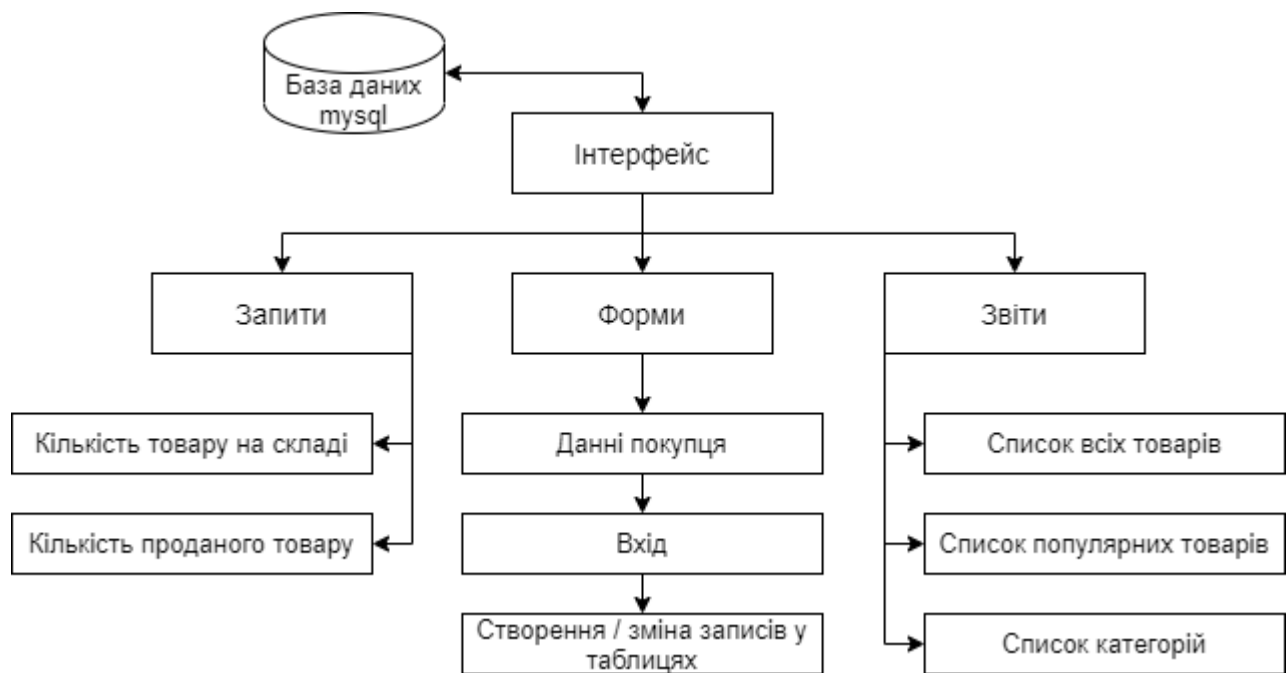 База даних
mysql
Інтерфейс
Запити
Форми
Звіти
Кількість товару на складі
Данні покупця
Список всіх товарів
Кількість проданого товару
Вхід
Список популярних товарів
Створення / зміна записів у
таблицях
Список категорій